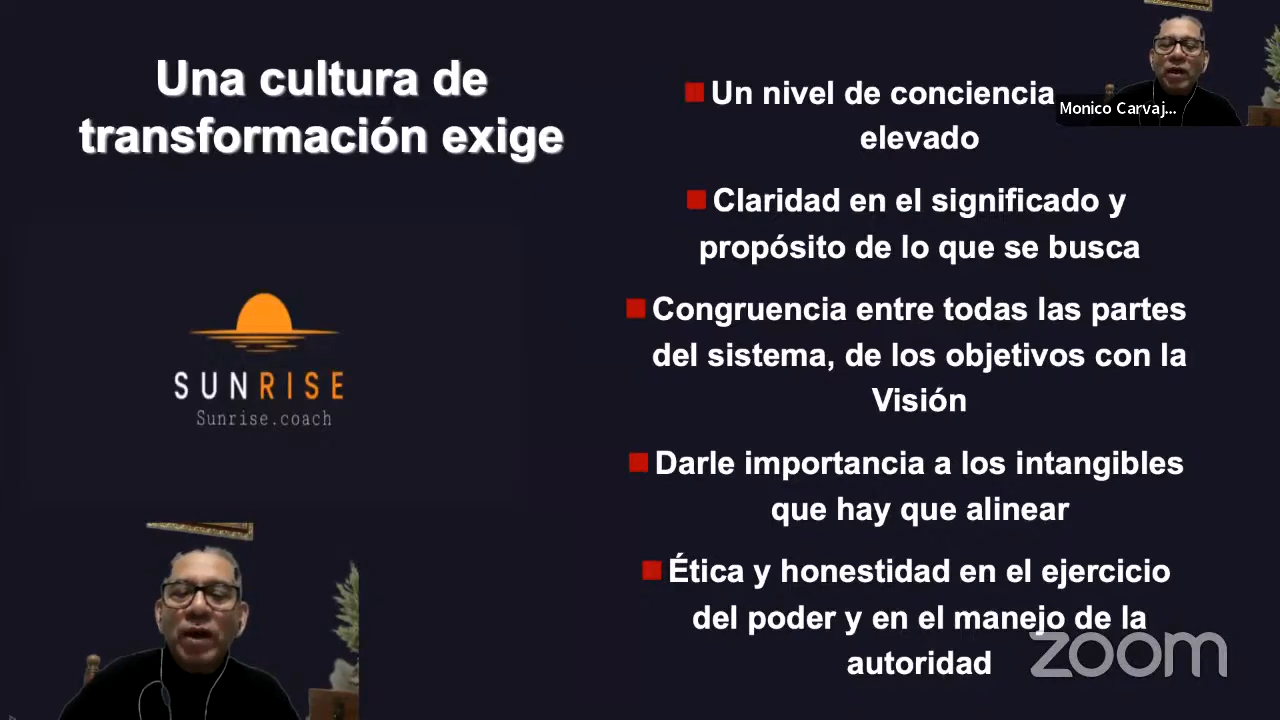 Una cultura de
transformación exige
Un nivel de conciencia
elevado
Claridad en el significado y
propósito de lo que se busca
Congruencia entre todas las partes
del sistema, de los objetivos con la
Visión
Darle importancia a los intangibles
que hay que alinear
Ética y honestidad en el ejercicio
del poder y en el manejo de la
autoridad
SUNRISE
Sunrise.coach
Monico Carvaj...
zoom